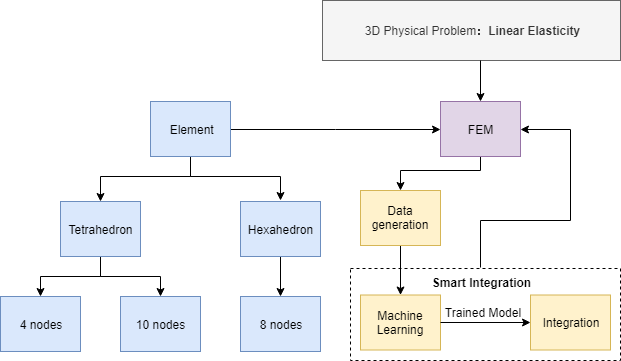 3D Physical Problem：Linear Elasticity
Element
FEM
Tetrahedron
Hexahedron
Data
generation
4 nodes
10 nodes
8 nodes
Smart Integration
Machine
Learning
Trained Model
Integration